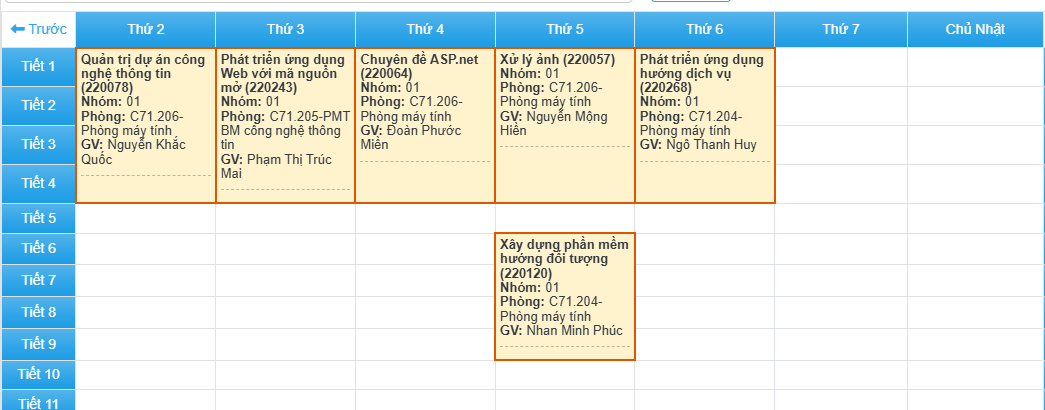 Trước
Thứ 2
Thứ 3
Thứ 4
Thứ 5
Thứ 6
Thứ 7
Chủ Nhật
Tiết 1
Tiết 2
Tiết 3
Tiết 4
Quản trị dự án công
nghệ thông tin
(220078)
Nhóm: 01
Phòng: C71.206-
Phòng máy tính
GV: Nguyễn Khắc
Quốc
Phát triển ứng dụng
Web với mã nguồn
mở (220243)
Nhóm: 01
Phòng: C71.205-PMT
BM công nghệ thông
tin
GV: Phạm Thị Trúc
Mai
Chuyên đề ASP.net
(220064)
Nhóm: 01
Phòng: C71.206-
Phòng máy tính
GV: Đoàn Phước
Miền
Xử lý ảnh (220057)
Nhóm: 01
Phòng: C71.206-
Phòng máy tính
GV: Nguyễn Mộng
Hiền
Phát triển ứng dụng
hướng dịch vụ
(220268)
Nhóm: 01
Phòng: C71.204-
Phòng máy tính
GV: Ngô Thanh Huy
Tiết 5
Tiết 6
Tiết 7
Tiết 8
Tiết 9
Xây dựng phần mềm
hướng đối tượng
(220120)
Nhóm: 01
Phòng: C71.204-
Phòng máy tính
GV: Nhan Minh Phúc
Tiết 10
Tiết 11